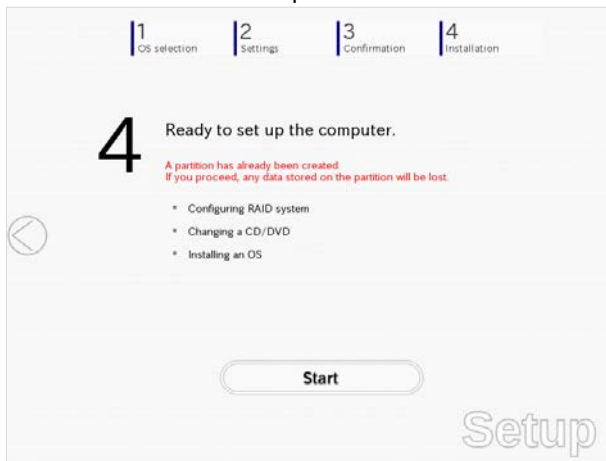 1
OS selection
2
Settings
3
Confirmation
4
Installation
4
Ready to set up the computer.
A partition has already been created.
If you proceed, any data stored on the partition will be lost.
Configuring RAID system
Changing a CD/DVD
Installing an OS
Start
Setup